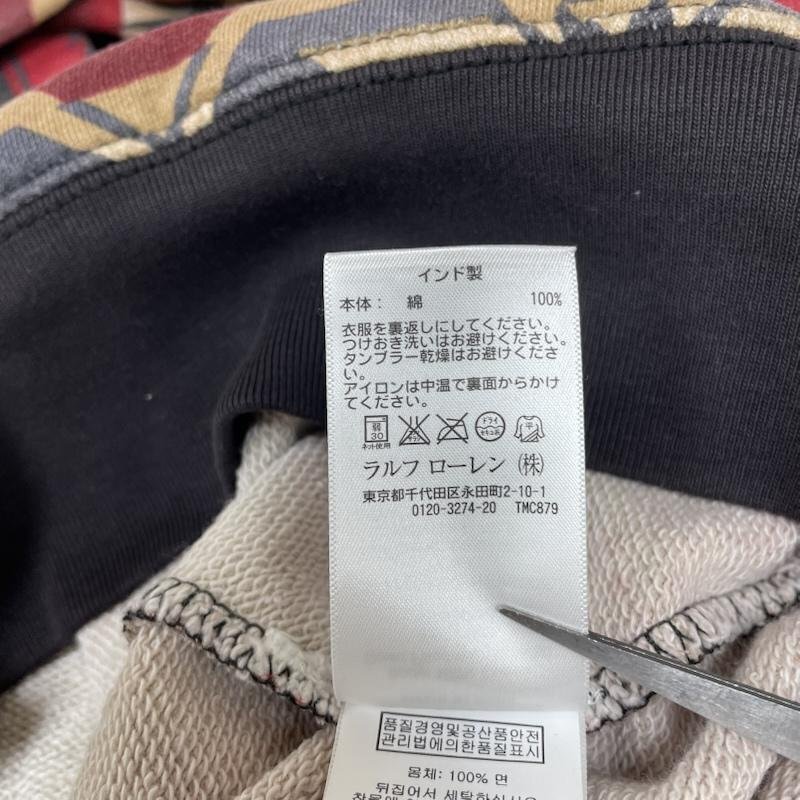 インド製
本体: 綿 100%
衣服を裏返しにしてください。
つけおき洗いはお避けください。
タンブラー乾燥はお避けくださ
い。
アイロンは中温で裏面からかけ
てください。
弱 30 ドライ 平
ネット使用
ラルフ ローレン (株)
東京都千代田区永田町2-10-1
0120-3274-20 TMC879
품질경영및공산품안전
관리법에의한품질표시
몸체: 100% 면
뒤집어서 세탁하십시오